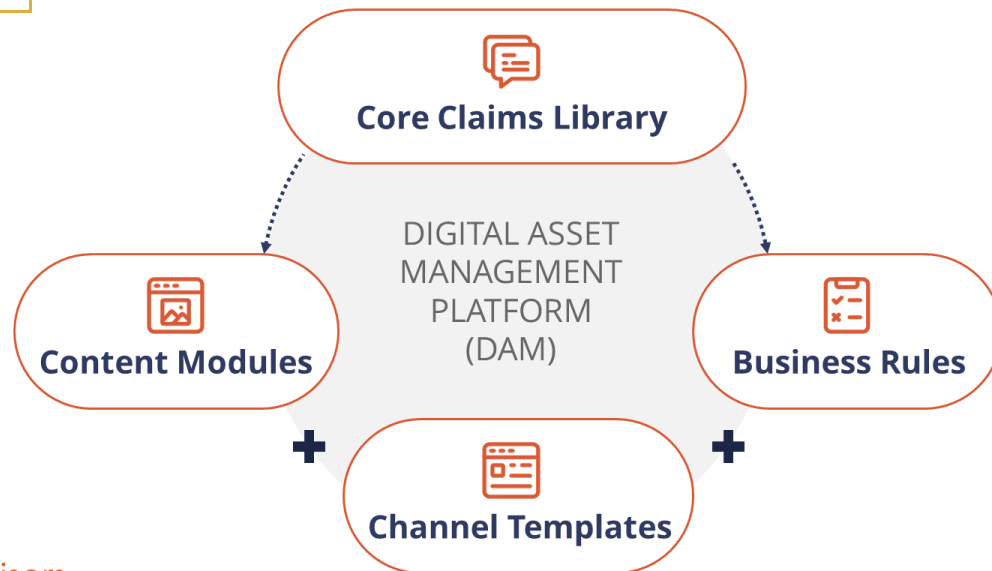 Core Claims Library
DIGITAL ASSET
MANAGEMENT
PLATFORM
(DAM)
Content Modules
Business Rules
Channel Templates